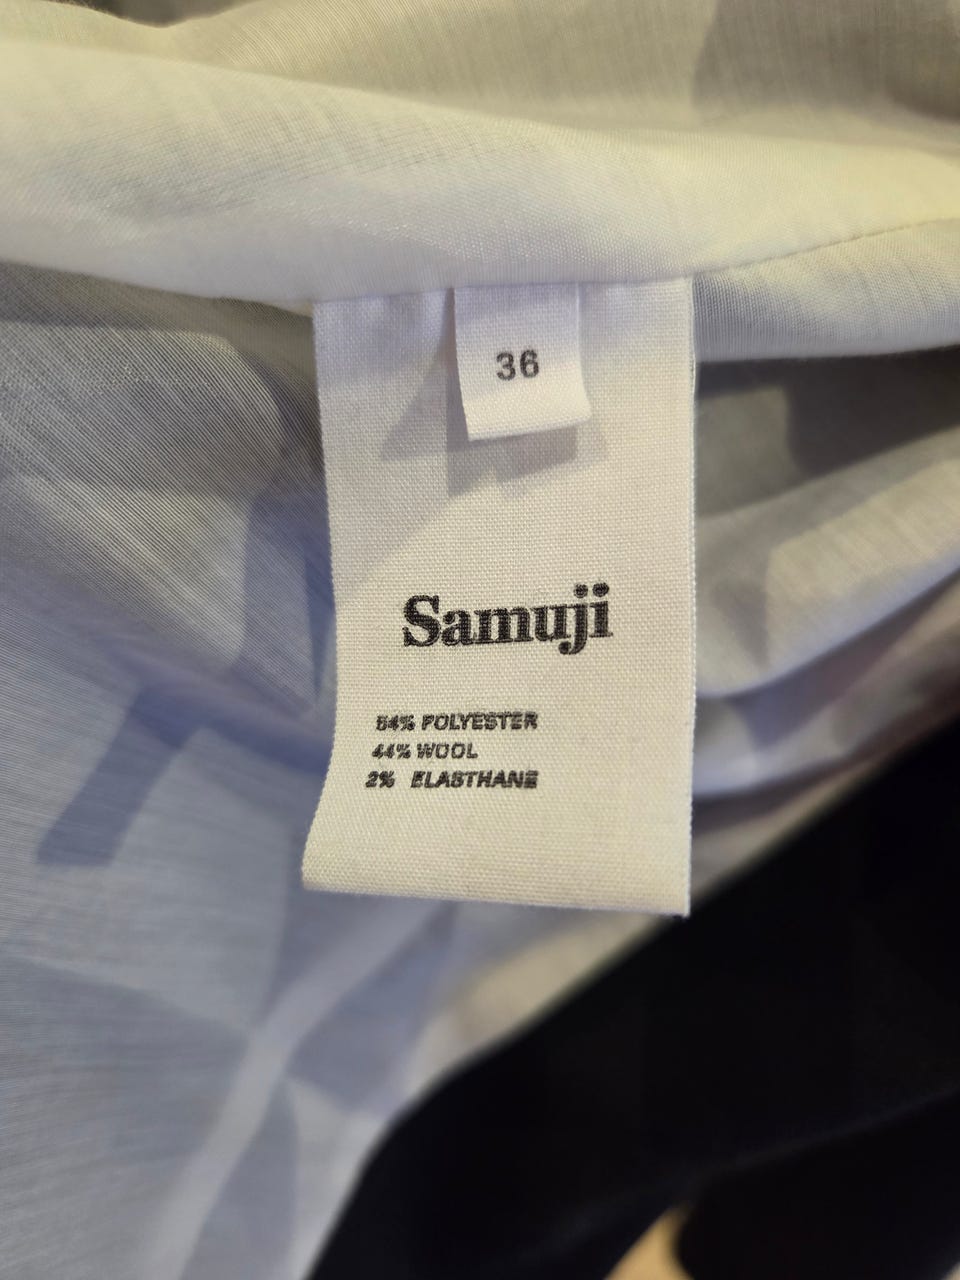 36
Samuji
54% POLYESTER
44% WOOL
2% ELASTHANE